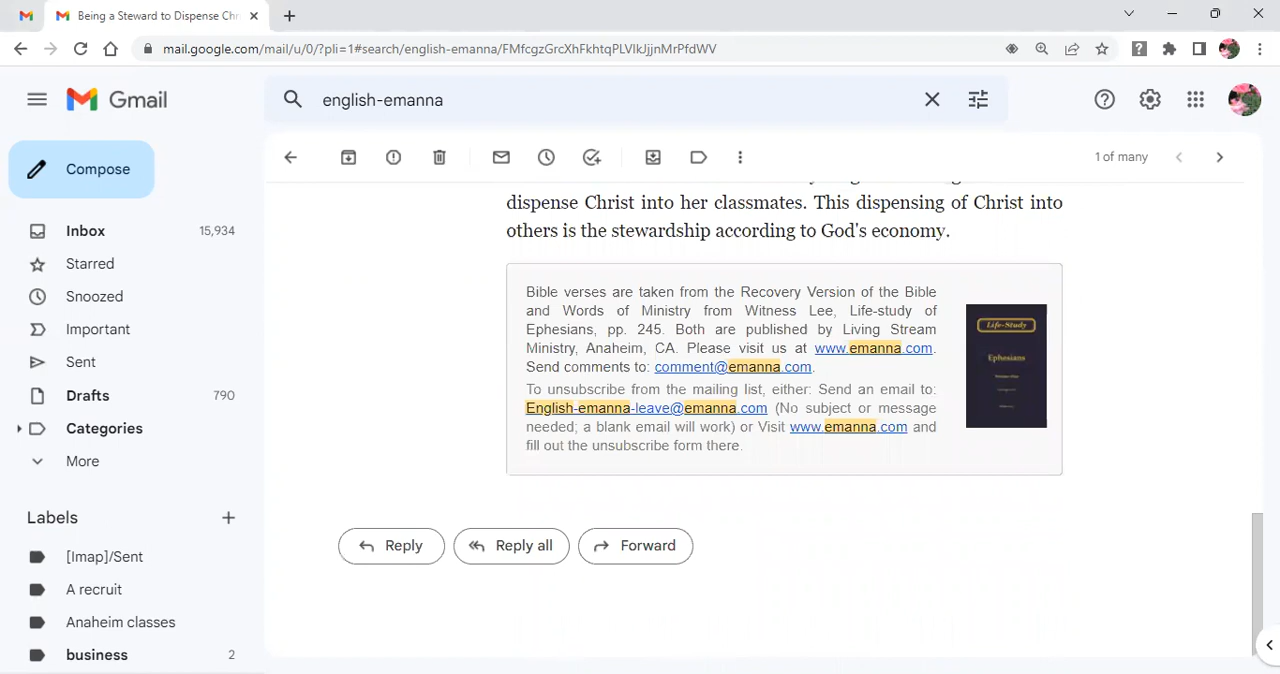 Being a Steward to Dispense Chr
mail.google.com/mail/u/0/?pli=1#search/english-emanna/FMfcgzGrcXhFkhtqPLVlkJjjnMrPfdWV
Gmail
english-emanna
Compose
1 of many
Inbox 15,934
Starred
Snoozed
Important
Sent
Drafts 790
Categories
More
Labels
[Imap]/Sent
A recruit
Anaheim classes
business 2
dispense Christ into her classmates. This dispensing of Christ into
others is the stewardship according to God's economy.
Bible verses are taken from the Recovery Version of the Bible
and Words of Ministry from Witness Lee, Life-study of
Ephesians, pp. 245. Both are published by Living Stream
Ministry, Anaheim, CA. Please visit us at www.emanna.com.
Send comments to: comment@emanna.com.
To unsubscribe from the mailing list, either: Send an email to:
English-emanna-leave@emanna.com (No subject or message
needed; a blank email will work) or Visit www.emanna.com and
fill out the unsubscribe form there.
Life-Study
Ephesians
Reply
Reply all
Forward